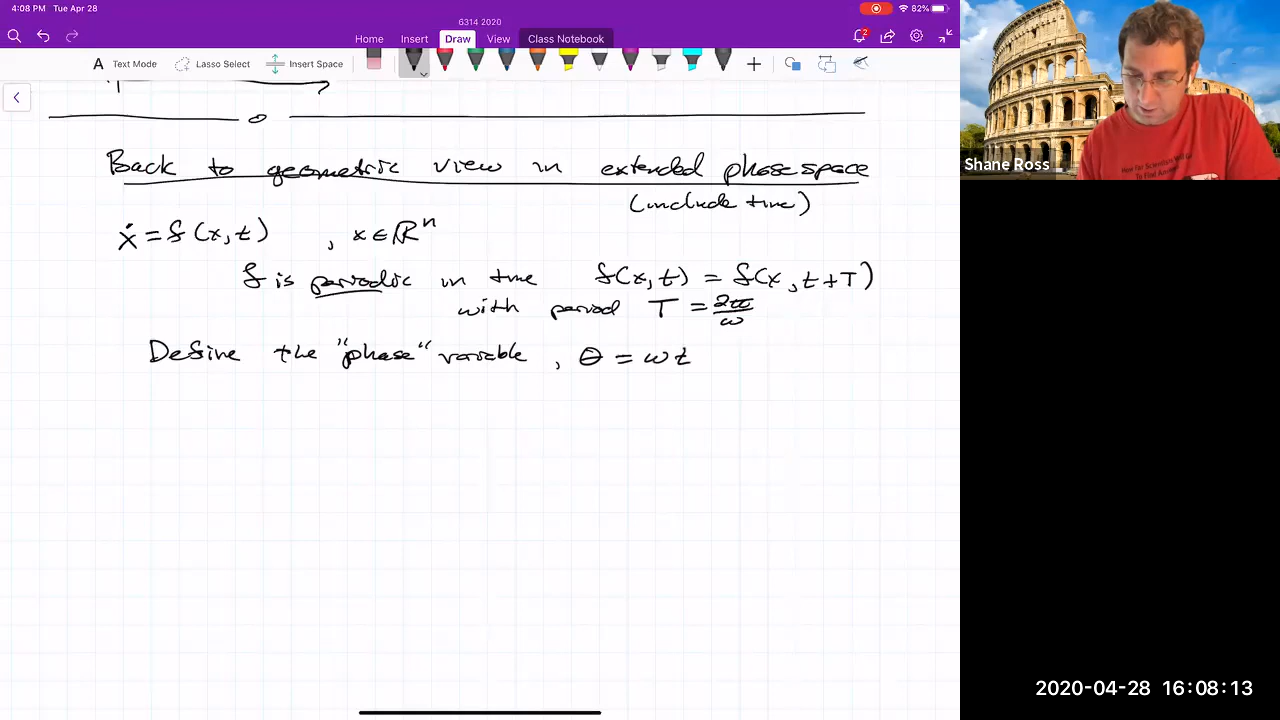 4:08 PM Tue Apr 28
82%
6314 2020
Home Insert Draw View Class Notebook
2
A Text Mode Lasso Select Insert Space
Back to geometric view in extended phase space
(include time)
ẋ = f(x,t) , x ∈ ℝⁿ
f is periodic in time f(x,t) = f(x,t+T)
with period T = 2π/ω
Define the "phase" variable, θ = ωt
Shane Ross
2020-04-28 16:08:13